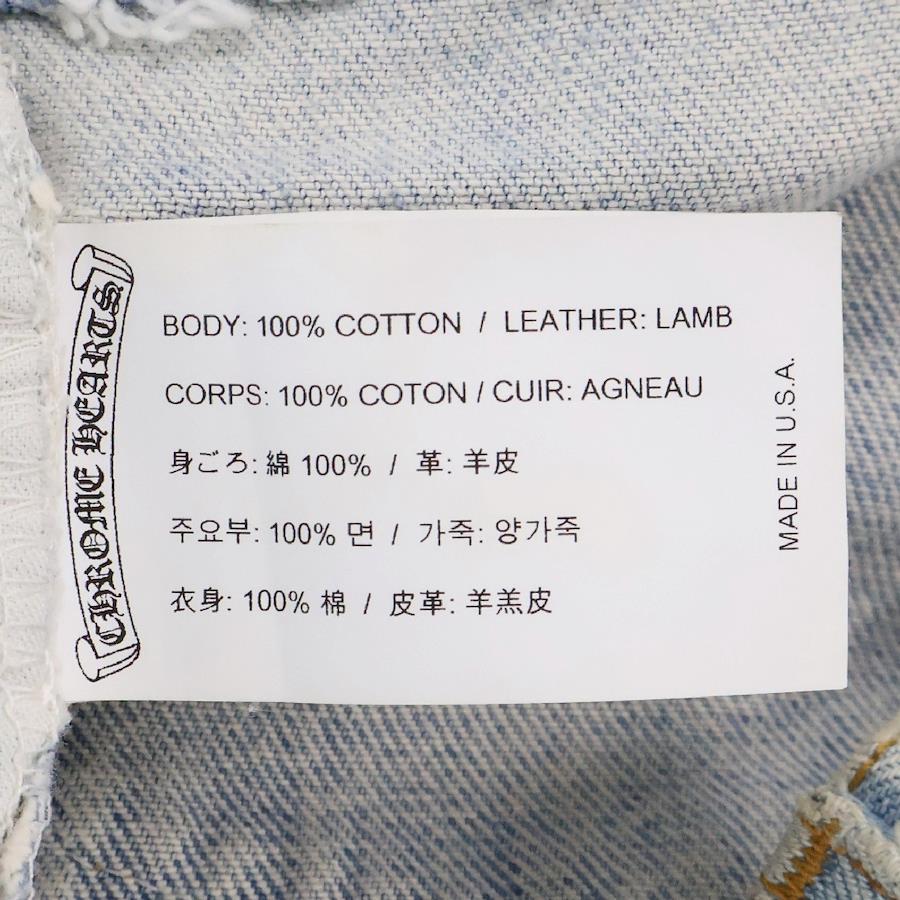 CHROME HEARTS
BODY: 100% COTTON / LEATHER: LAMB
CORPS: 100% COTON / CUIR: AGNEAU
身ごろ: 綿 100% / 革: 羊皮
주요부: 100% 면 / 가죽: 양가죽
衣身: 100% 棉 / 皮革: 羊羔皮
MADE IN U.S.A.